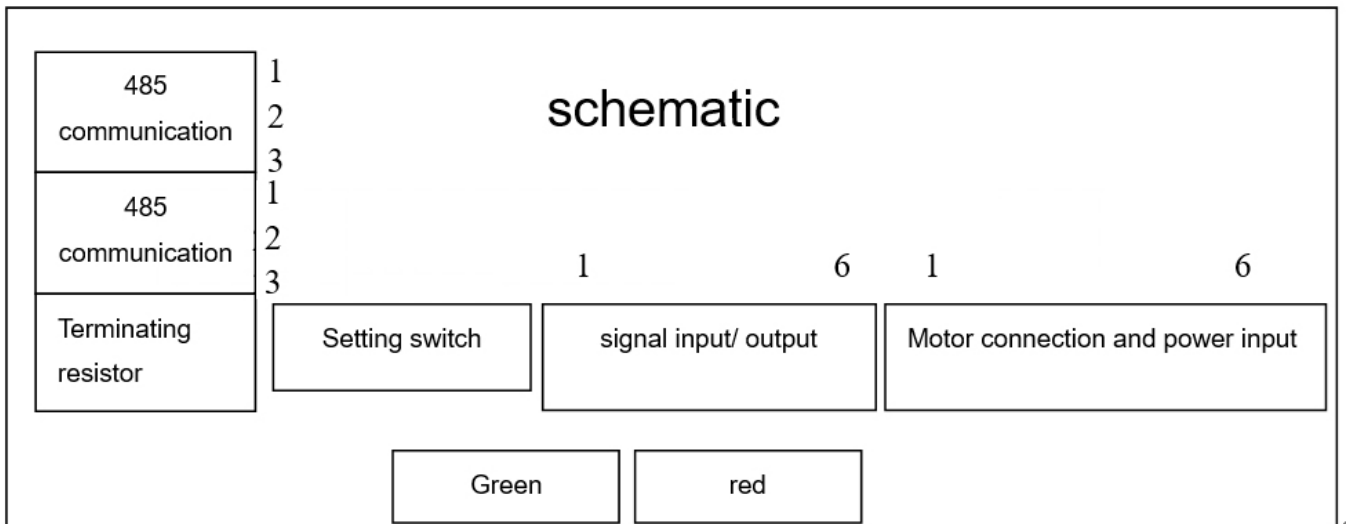 485
communication
1
2
3
schematic
485
communication
1
2
3
1 6 1 6
Terminating
resistor
Setting switch
signal input/ output
Motor connection and power input
Green
red